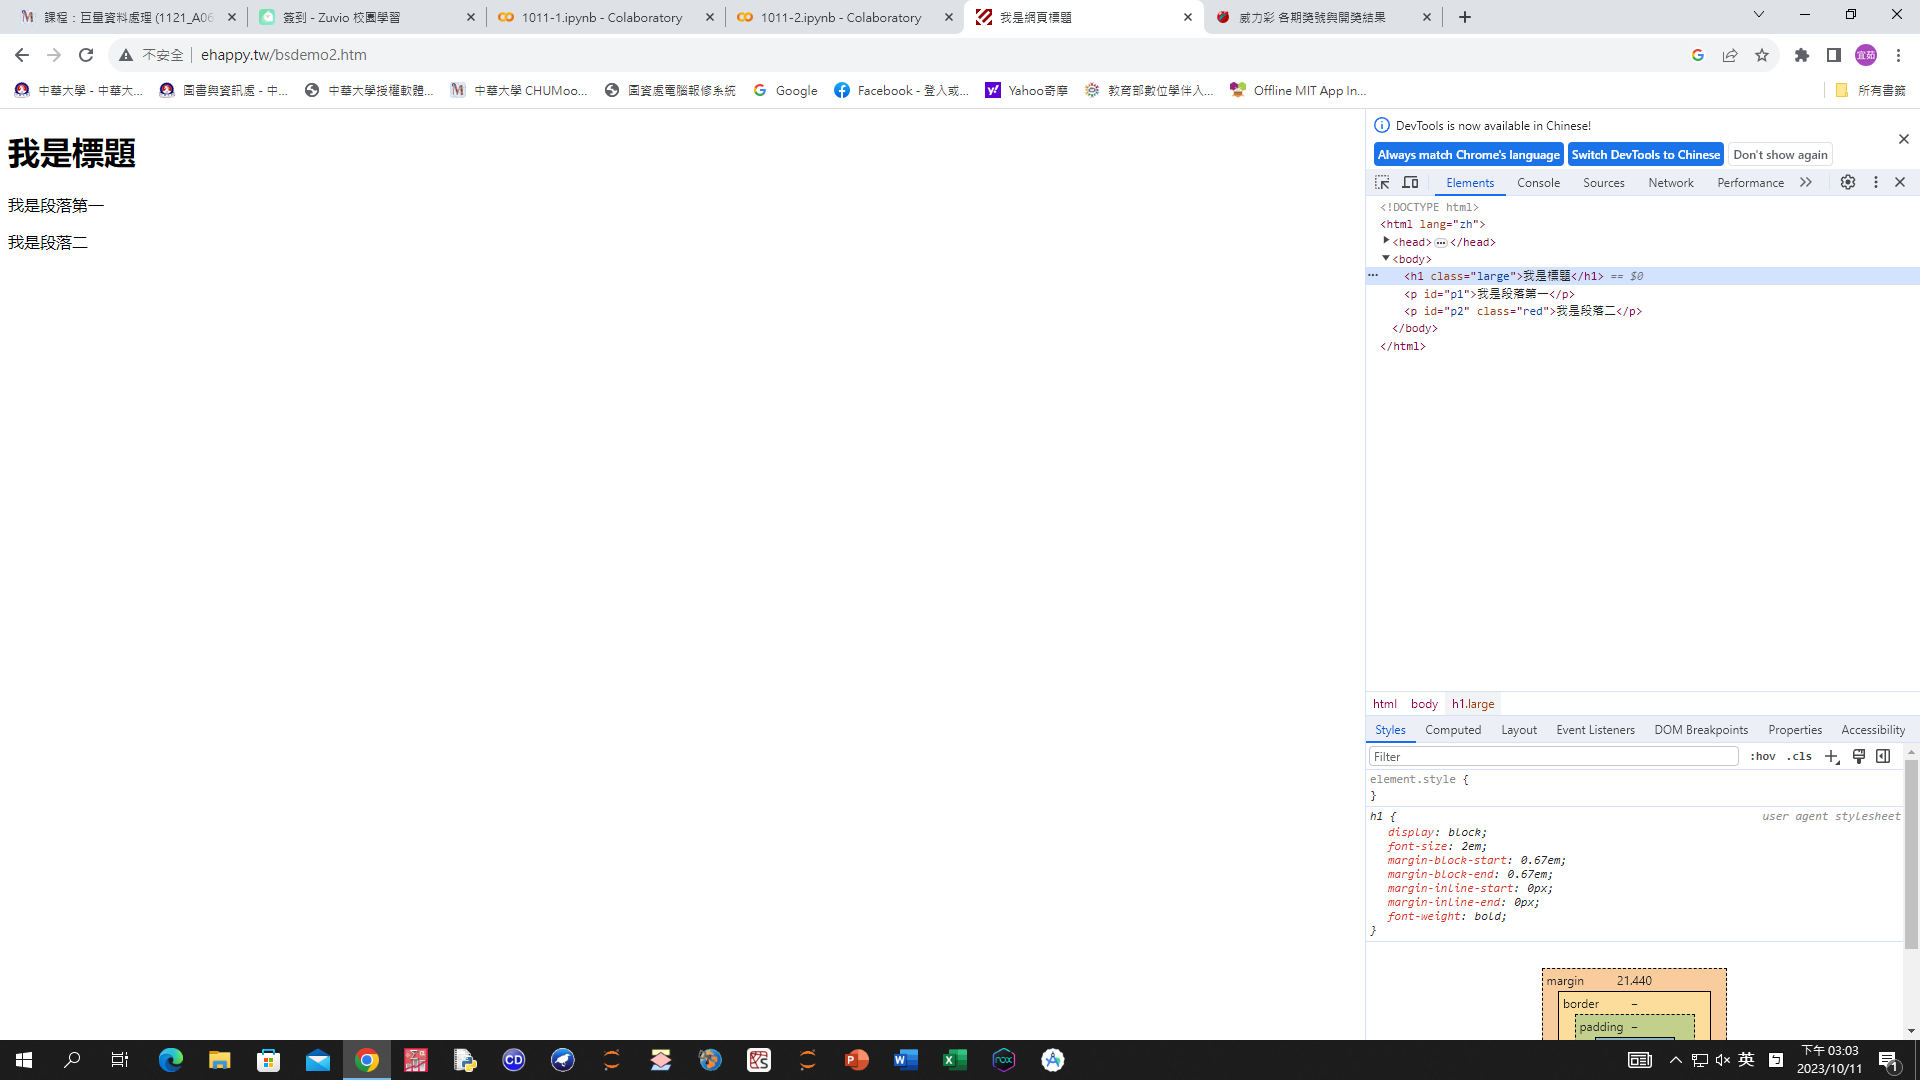 課程：巨量資料處理 (1121_A06
簽到 - Zuvio 校園學習
1011-1.ipynb - Colaboratory
1011-2.ipynb - Colaboratory
我是網頁標題
威力彩 各期獎號與開獎結果
不安全
ehappy.tw/bsdemo2.htm
宜茹
中華大學 - 中華大...
圖書與資訊處 - 中...
中華大學授權軟體...
中華大學 CHUMoo...
圖資處電腦報修系統
Google
Facebook - 登入或...
Yahoo奇摩
教育部數位學伴入...
Offline MIT App In...
所有書籤
我是標題
我是段落第一
我是段落二
DevTools is now available in Chinese!
Always match Chrome's language
Switch DevTools to Chinese
Don't show again
Elements
Console
Sources
Network
Performance
<!DOCTYPE html>
<html lang="zh">
<head>…</head>
<body>
<h1 class="large">我是標題</h1> == $0
<p id="p1">我是段落第一</p>
<p id="p2" class="red">我是段落二</p>
</body>
</html>
html body h1.large
Styles
Computed
Layout
Event Listeners
DOM Breakpoints
Properties
Accessibility
Filter
:hov .cls
element.style {
}
h1 {
user agent stylesheet
display: block;
font-size: 2em;
margin-block-start: 0.67em;
margin-block-end: 0.67em;
margin-inline-start: 0px;
margin-inline-end: 0px;
font-weight: bold;
}
margin 21.440
border –
padding –
英
下午 03:03
2023/10/11
1